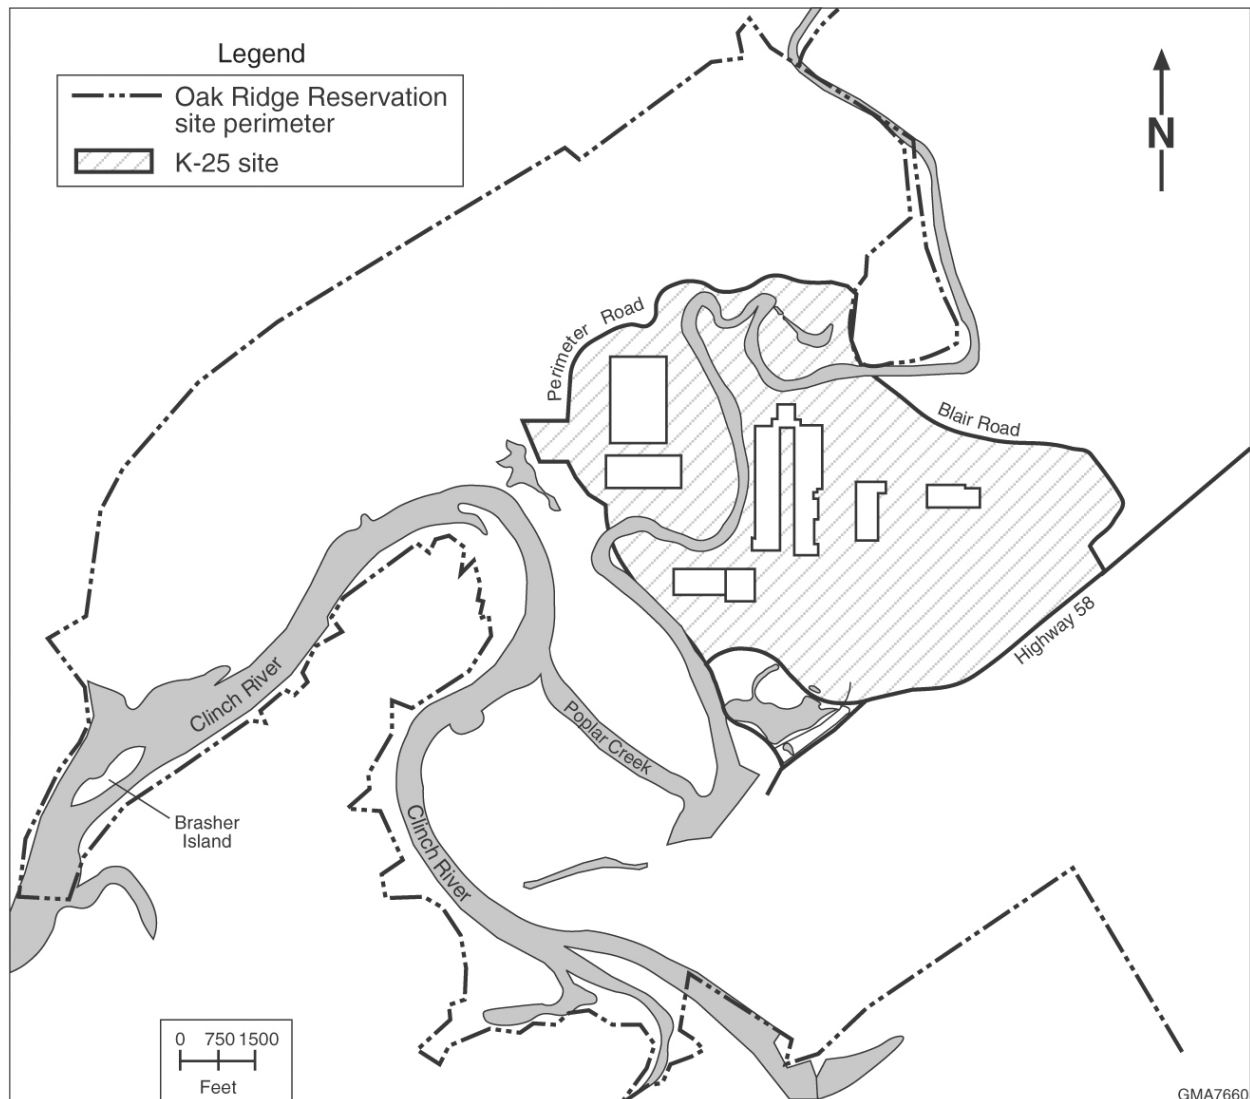 Legend
Oak Ridge Reservation
site perimeter
K-25 site
N
Perimeter Road
Blair Road
Highway 58
Clinch River
Poplar Creek
Brasher
Island
Clinch River
0 750 1500
Feet
GMA7660